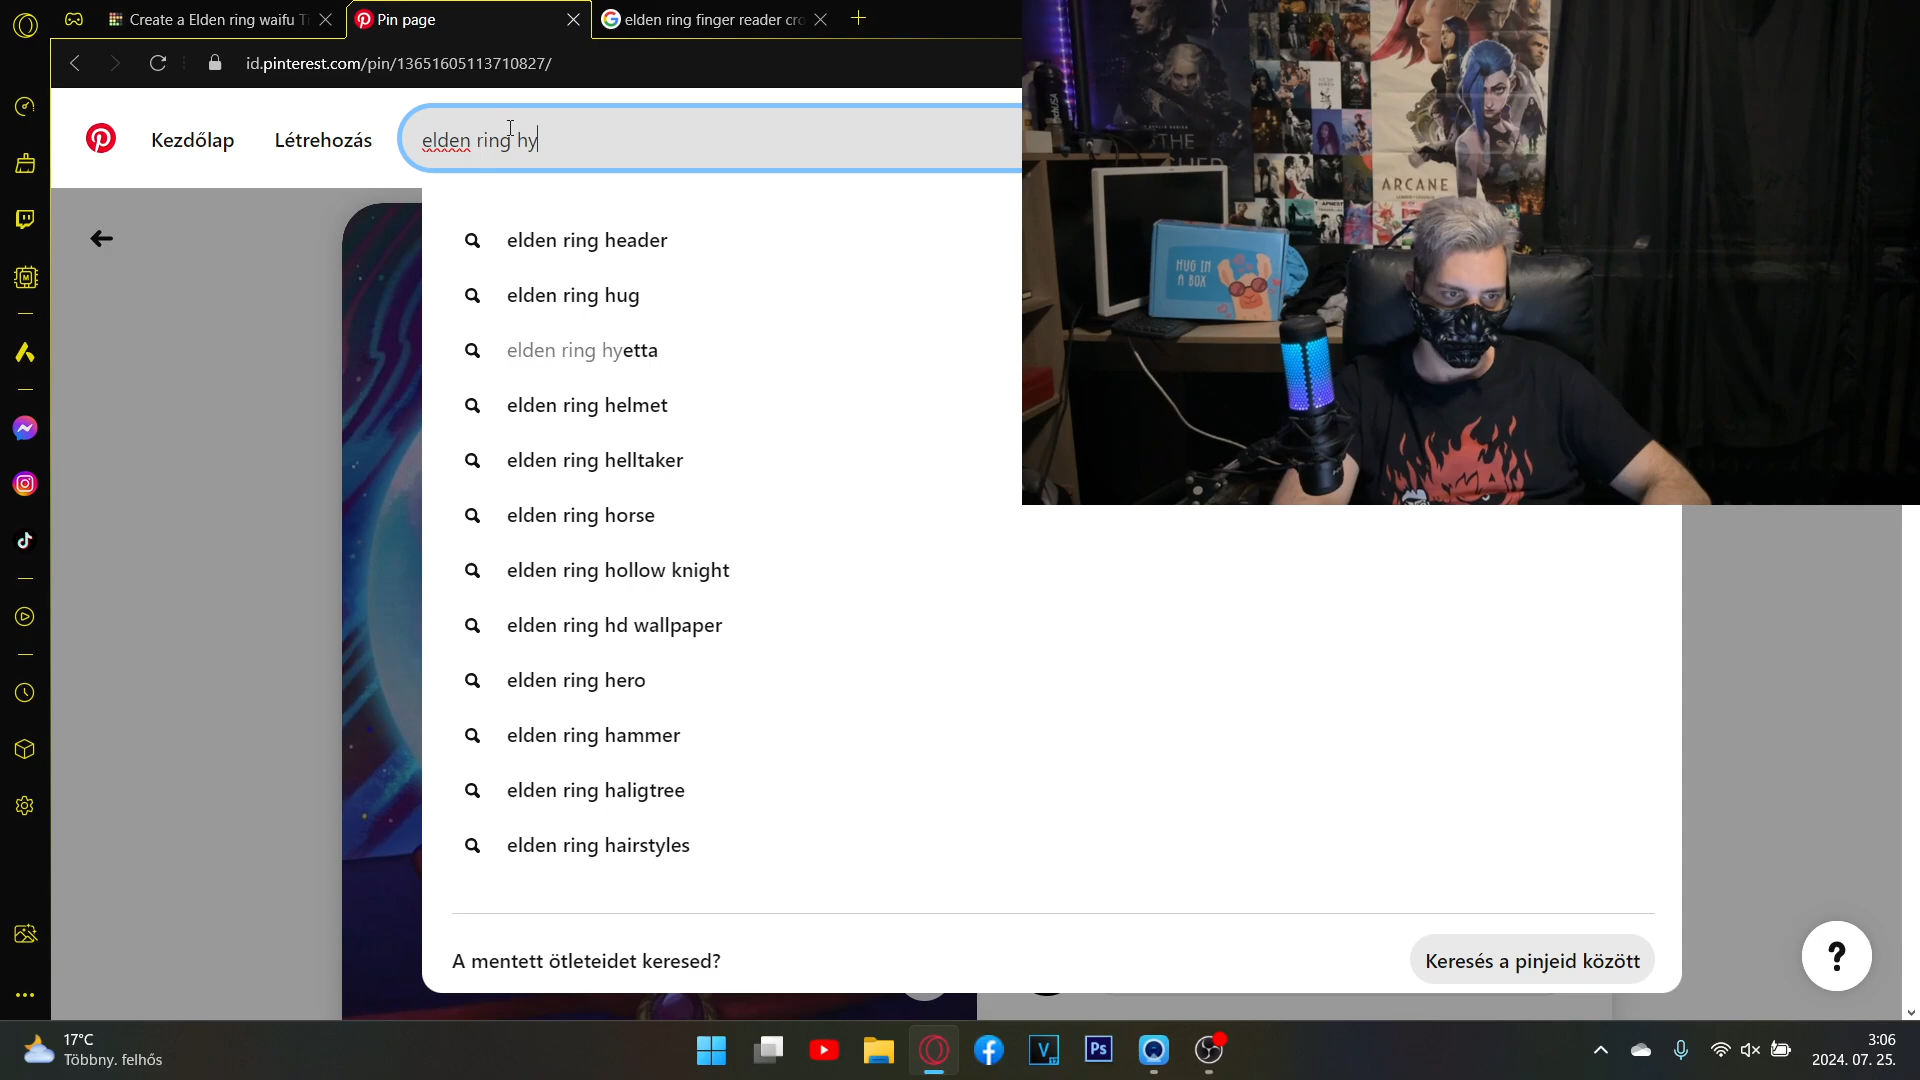 Create a Elden ring waifu T
Pin page
elden ring finger reader cro
id.pinterest.com/pin/13651605113710827/
Kezdőlap
Létrehozás
elden ring hy
elden ring header
elden ring hug
elden ring hyetta
elden ring helmet
elden ring helltaker
elden ring horse
elden ring hollow knight
elden ring hd wallpaper
elden ring hero
elden ring hammer
elden ring haligtree
elden ring hairstyles
A mentett ötleteidet keresed?
Keresés a pinjeid között
?
THE
ARCANE
HUG IN
A BOX
17°C
Többny. felhős
V
Ps
3:06
2024. 07. 25.